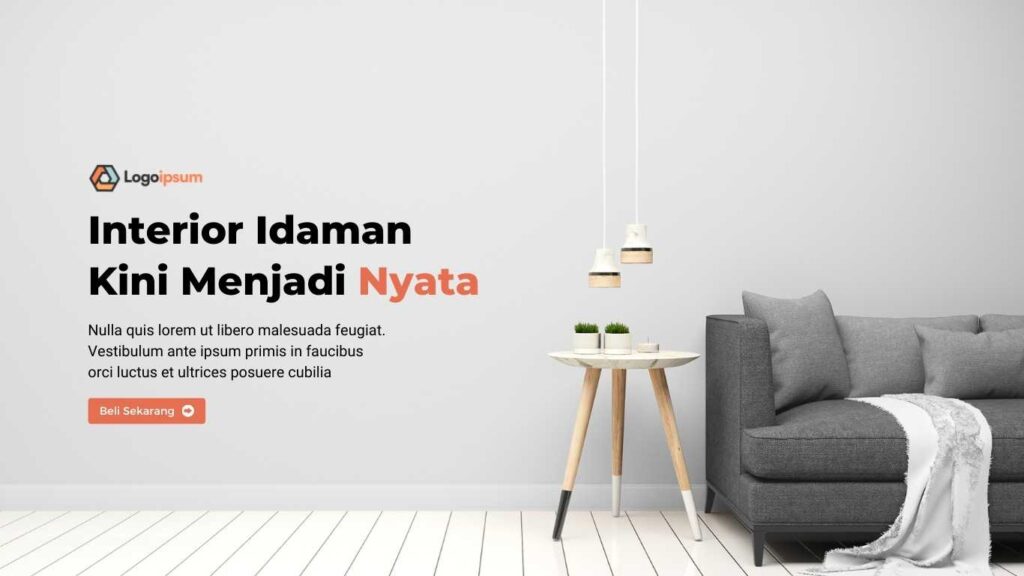 Logoipsum
Interior Idaman
Kini Menjadi Nyata
Nulla quis lorem ut libero malesuada feugiat.
Vestibulum ante ipsum primis in faucibus
orci luctus et ultrices posuere cubilia
Beli Sekarang